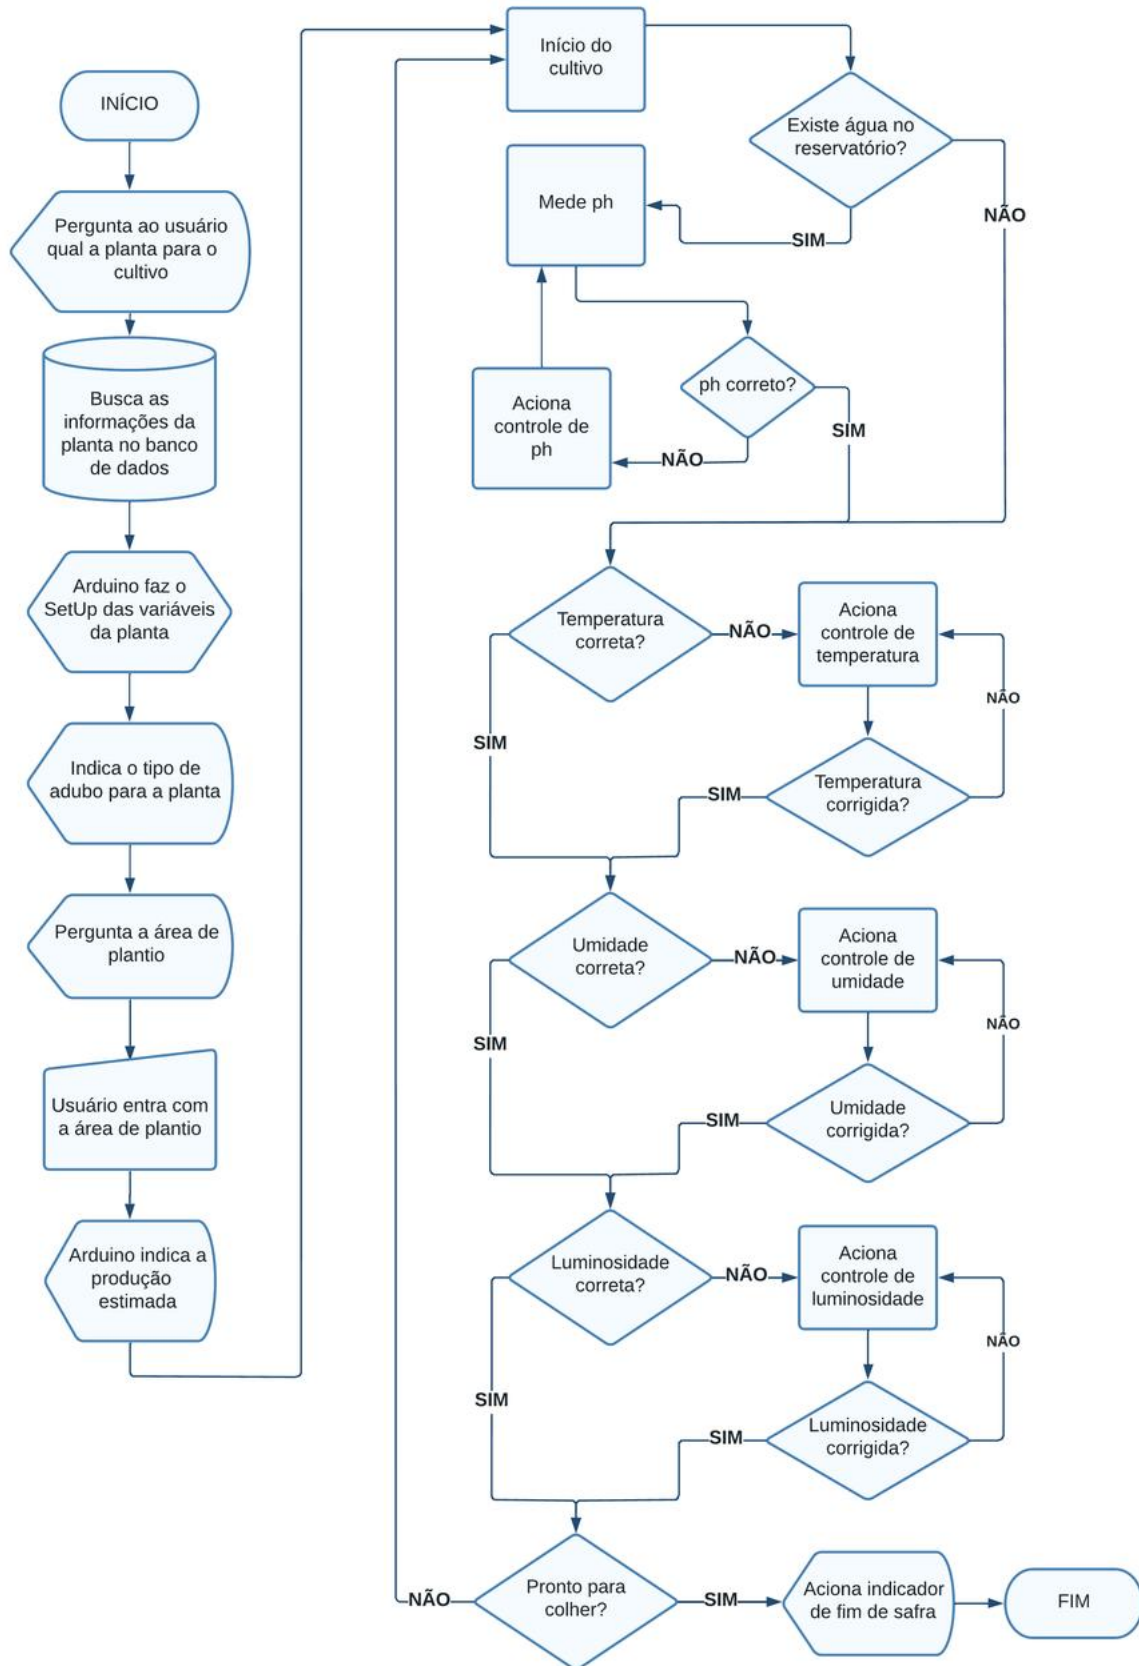 INÍCIO
Pergunta ao usuário
qual a planta para o
cultivo
Busca as
informações da
planta no banco
de dados
Arduino faz o
SetUp das variáveis
da planta
Indica o tipo de
adubo para a planta
Pergunta a área de
plantio
Usuário entra com
a área de plantio
Arduino indica a
produção
estimada
Início do
cultivo
Existe água no
reservatório?
NÃO
SIM
Mede ph
ph correto?
SIM
NÃO
Aciona
controle de
ph
Temperatura
correta?
NÃO
Aciona
controle de
temperatura
NÃO
SIM
Temperatura
corrigida?
SIM
Umidade
correta?
NÃO
Aciona
controle de
umidade
NÃO
SIM
Umidade
corrigida?
SIM
Luminosidade
correta?
NÃO
Aciona
controle de
luminosidade
NÃO
SIM
Luminosidade
corrigida?
SIM
Pronto para
colher?
NÃO
SIM
Aciona indicador
de fim de safra
FIM